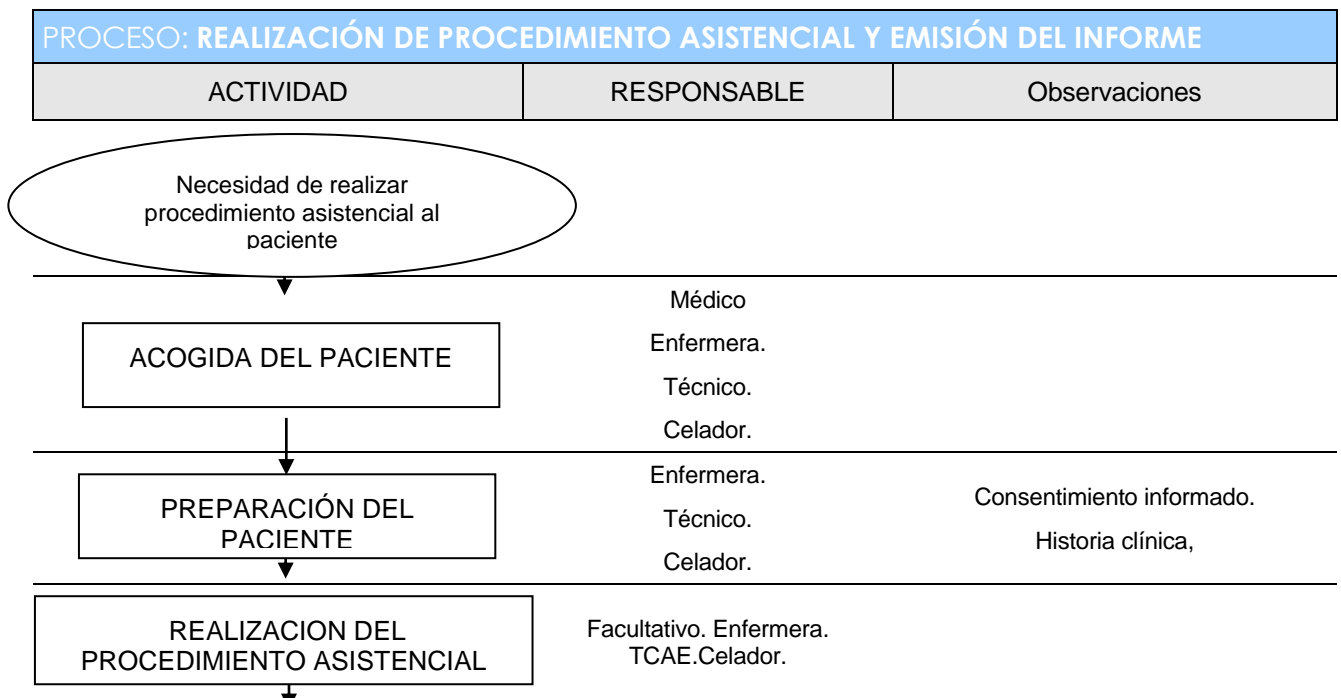 PROCESO: REALIZACIÓN DE PROCEDIMIENTO ASISTENCIAL Y EMISIÓN DEL INFORME
ACTIVIDAD
RESPONSABLE
Observaciones
Necesidad de realizar
procedimiento asistencial al
paciente
ACOGIDA DEL PACIENTE
Médico
Enfermera.
Técnico.
Celador.
PREPARACIÓN DEL
PACIENTE
Enfermera.
Técnico.
Celador.
Consentimiento informado.
Historia clínica,
REALIZACION DEL
PROCEDIMIENTO ASISTENCIAL
Facultativo. Enfermera.
TCAE.Celador.